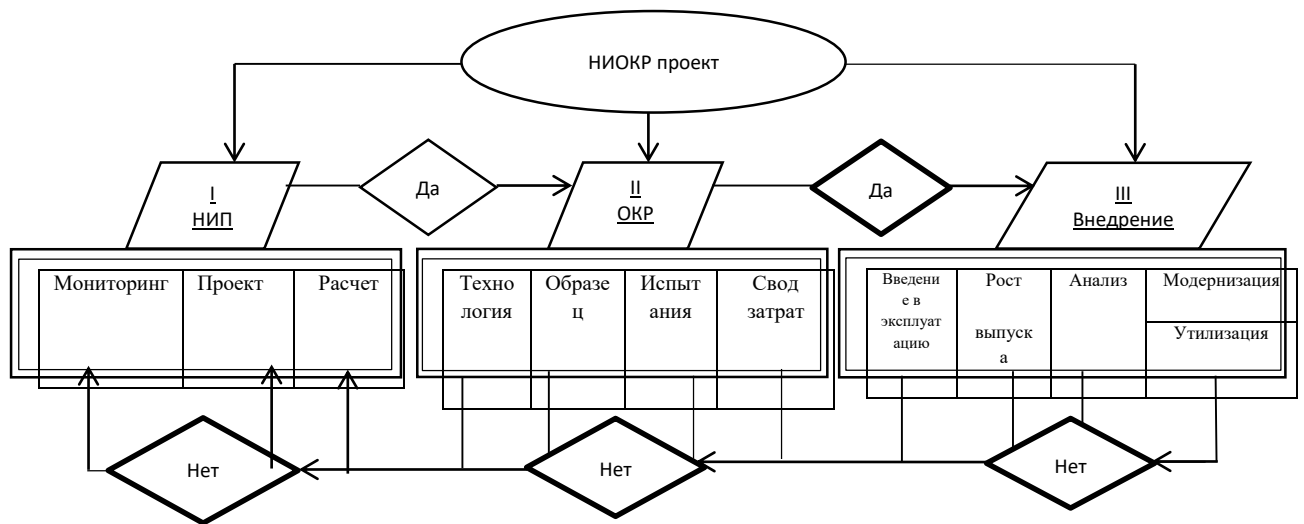 НИОКР проект
I
НИП
Да
II
ОКР
Да
III
Внедрение
Мониторинг
Проект
Расчет
Техно
логия
Образе
ц
Испыт
ания
Свод
затрат
Введени
е в
эксплуат
ацию
Рост
выпуск
а
Анализ
Модернизация
Утилизация
Нет
Нет
Нет